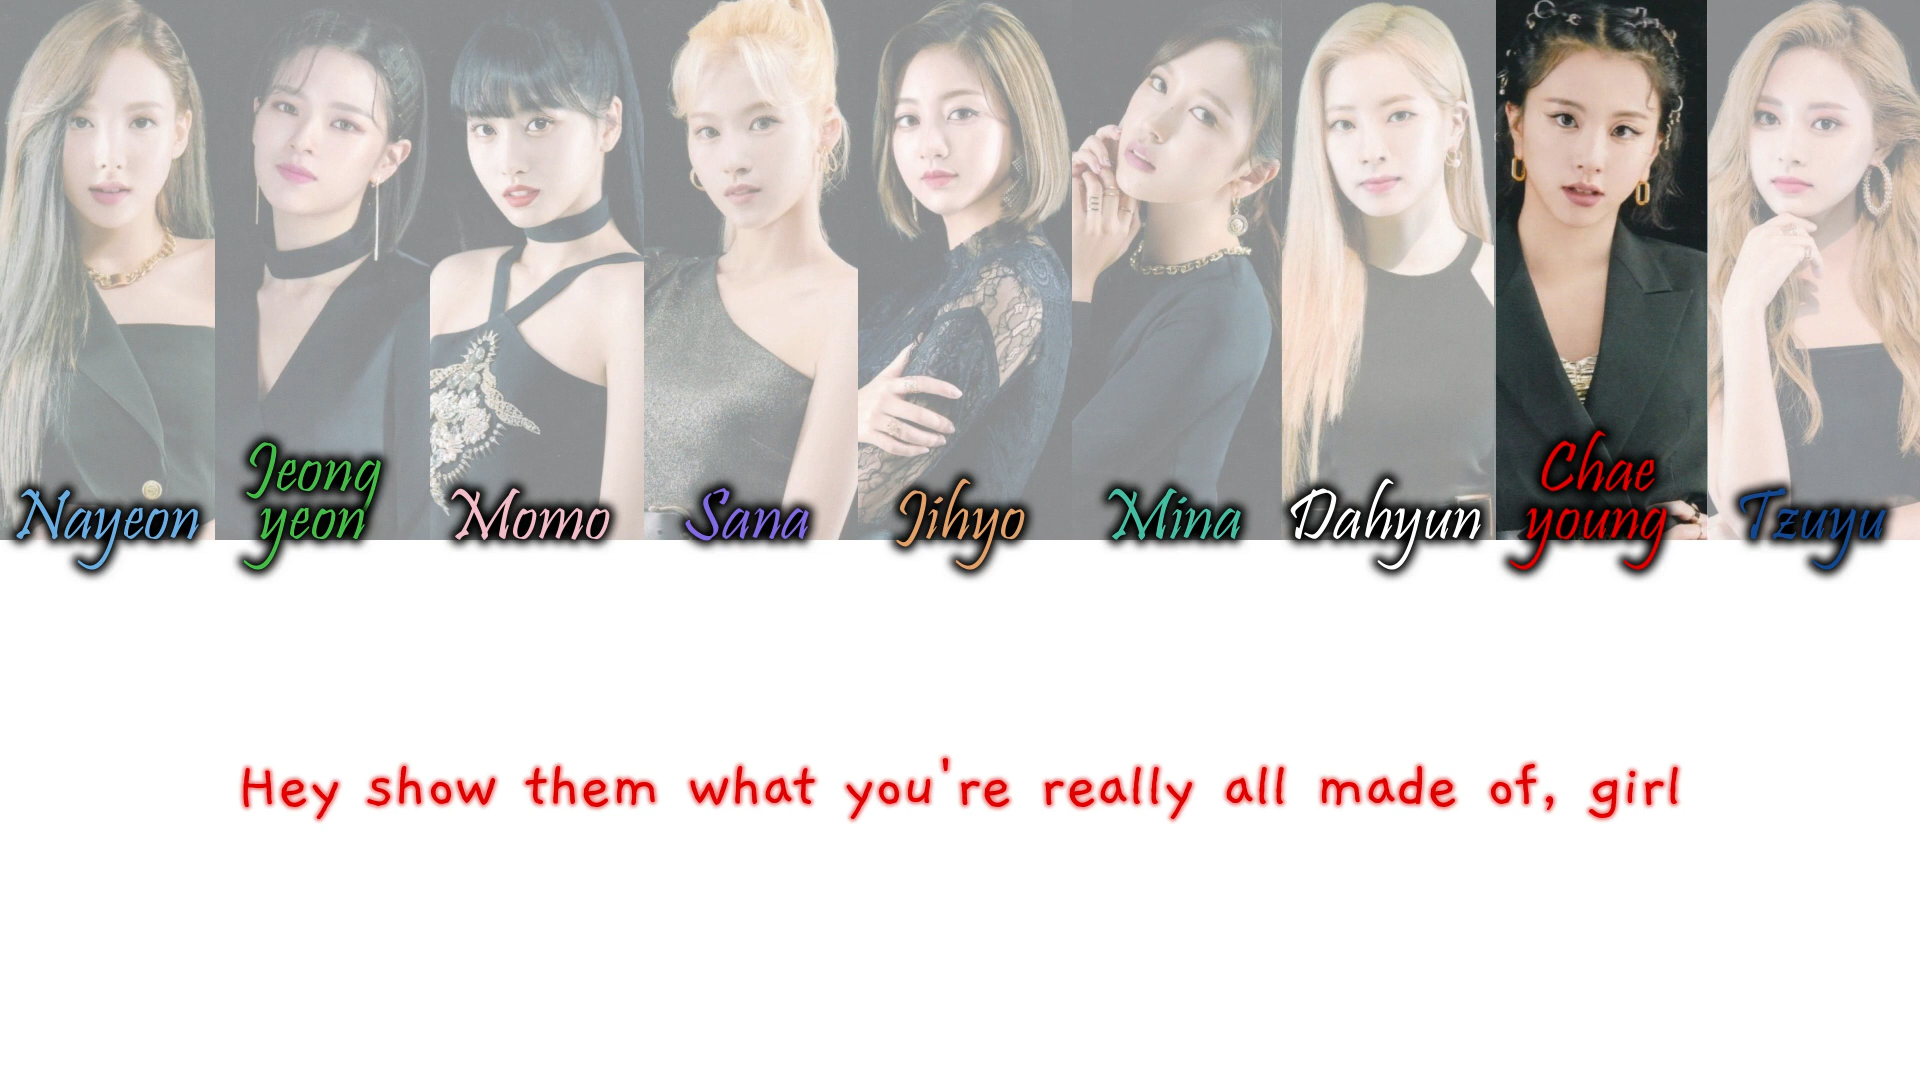 Nayeon
Jeong
yeon
Momo
Sana
Jihyo
Mina
Dahyun
Chae
young
Tzuyu
Hey show them what you're really all made of, girl